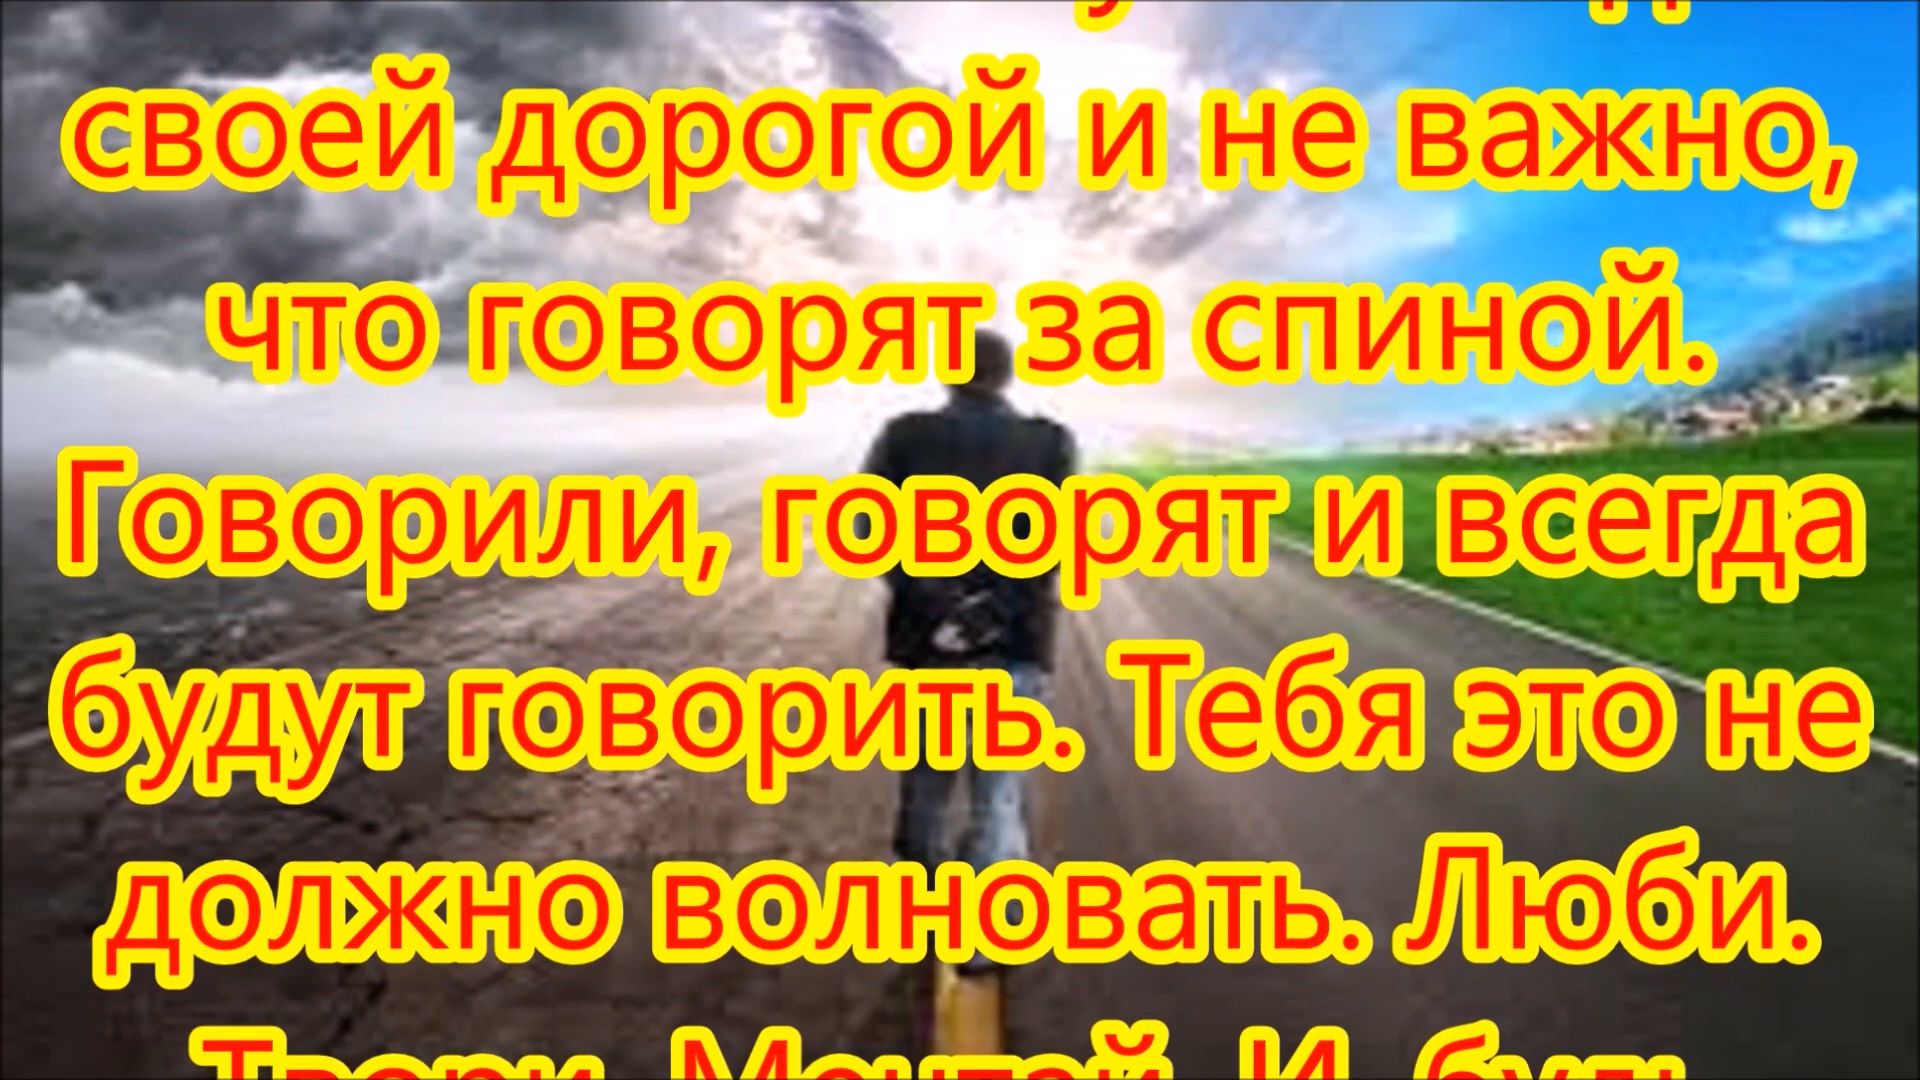 своей дорогой и не важно,
что говорят за спиной.
Говорили, говорят и всегда
будут говорить. Тебя это не
должно волновать. Люби.
Твори. Мечтай. И будь